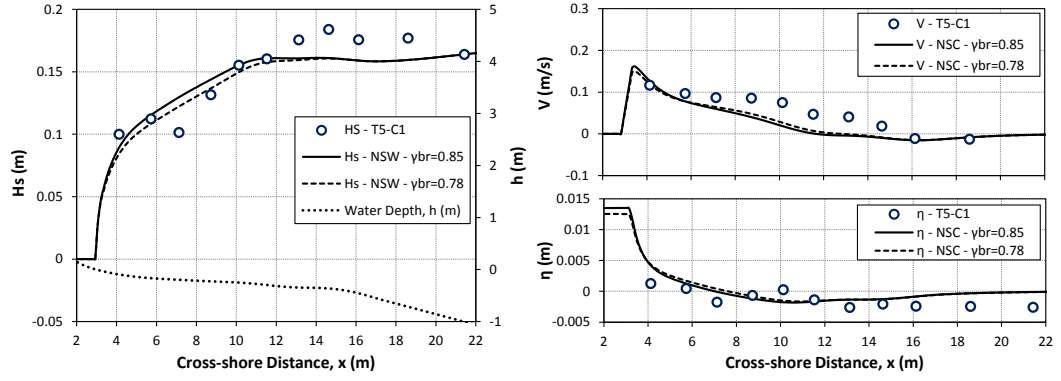 0.2
0.15
0.1
0.05
0
-0.05
Hs (m)
5
4
3
2
1
0
-1
h (m)
HS - T5-C1
Hs - NSW - γbr=0.85
Hs - NSW - γbr=0.78
Water Depth, h (m)
2 4 6 8 10 12 14 16 18 20 22
Cross-shore Distance, x (m)
0.3
0.2
0.1
0
-0.1
V (m/s)
V - T5-C1
V - NSC - γbr=0.85
V - NSC - γbr=0.78
0.015
0.01
0.005
0
-0.005
η (m)
η - T5-C1
η - NSC - γbr=0.85
η - NSC - γbr=0.78
2 4 6 8 10 12 14 16 18 20 22
Cross-shore Distance, x (m)